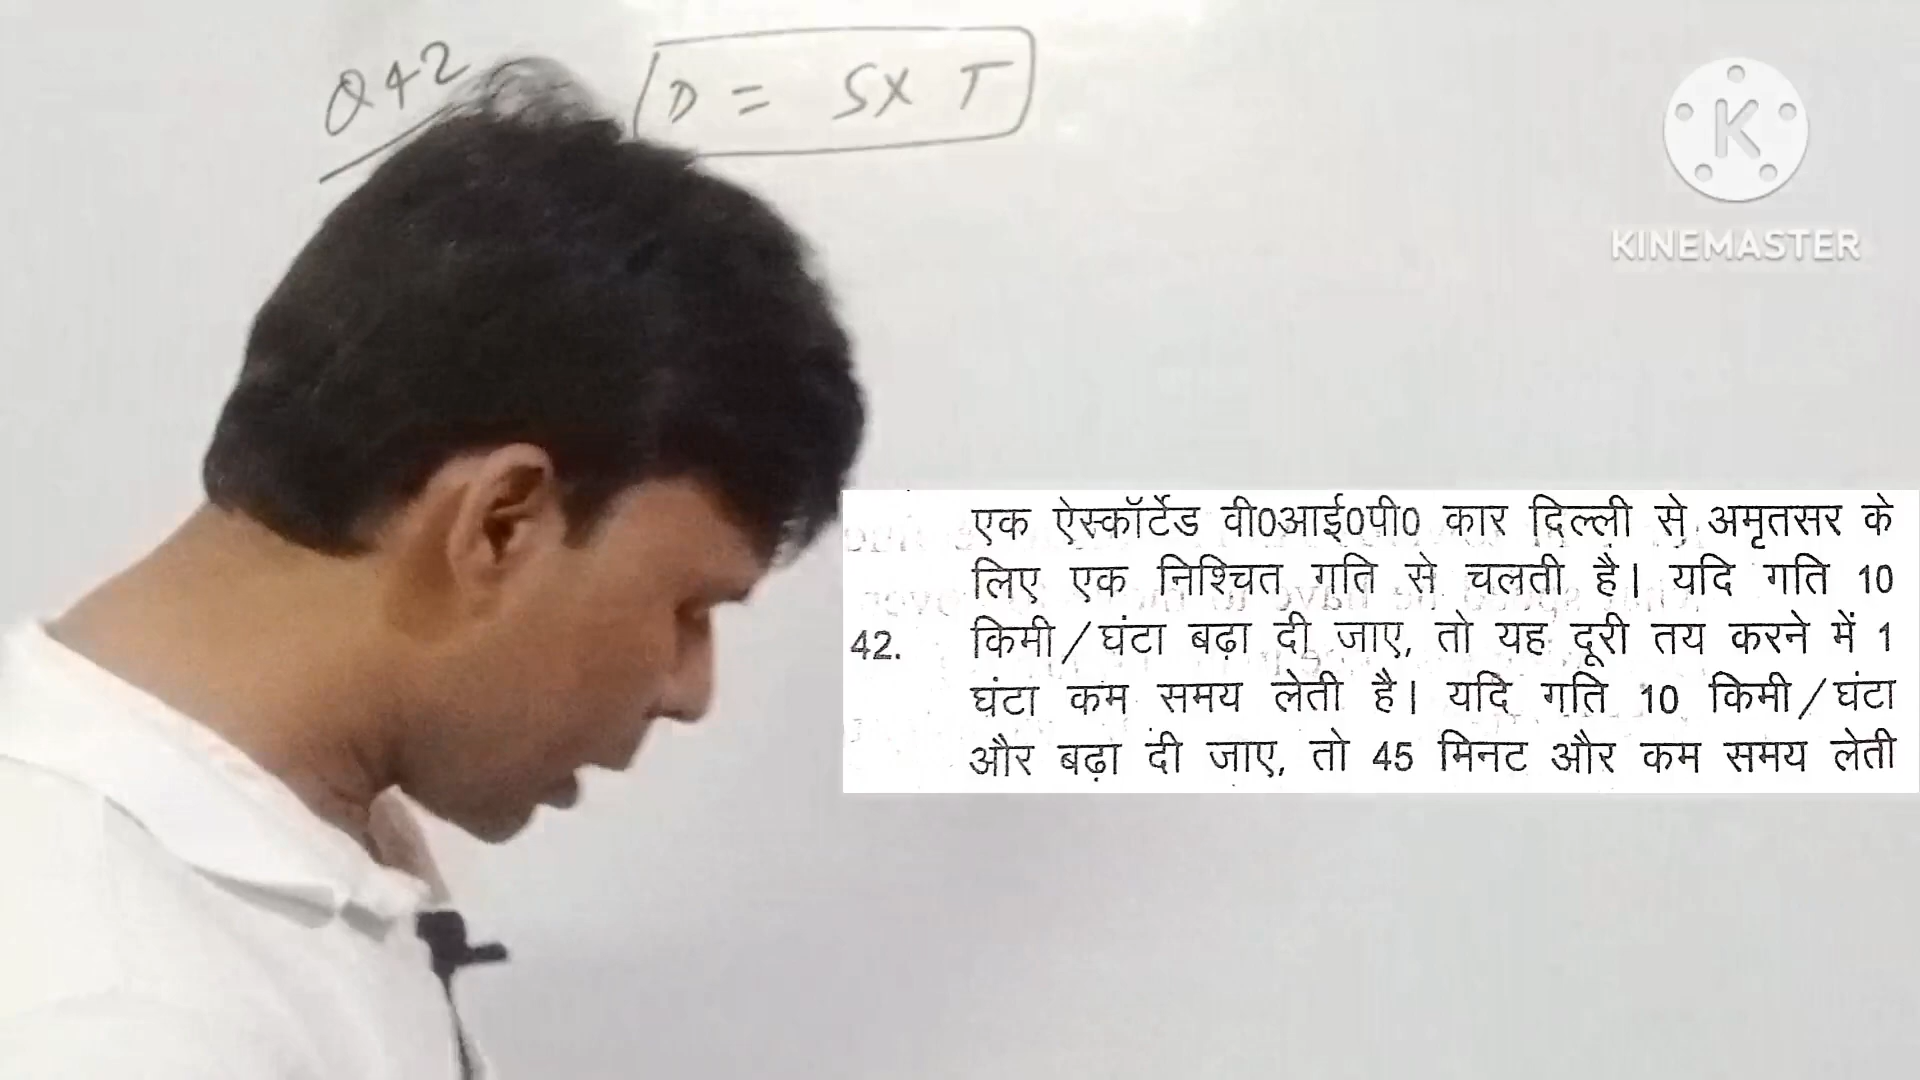 Q42
D = S X T
KINEMASTER
एक ऐस्कॉर्टेड वी0आई0पी0 कार दिल्ली से अमृतसर के
लिए एक निश्चित गति से चलती है। यदि गति 10
42. किमी/घंटा बढ़ा दी जाए, तो यह दूरी तय करने में 1
घंटा कम समय लेती है। यदि गति 10 किमी/घंटा
और बढ़ा दी जाए, तो 45 मिनट और कम समय लेती